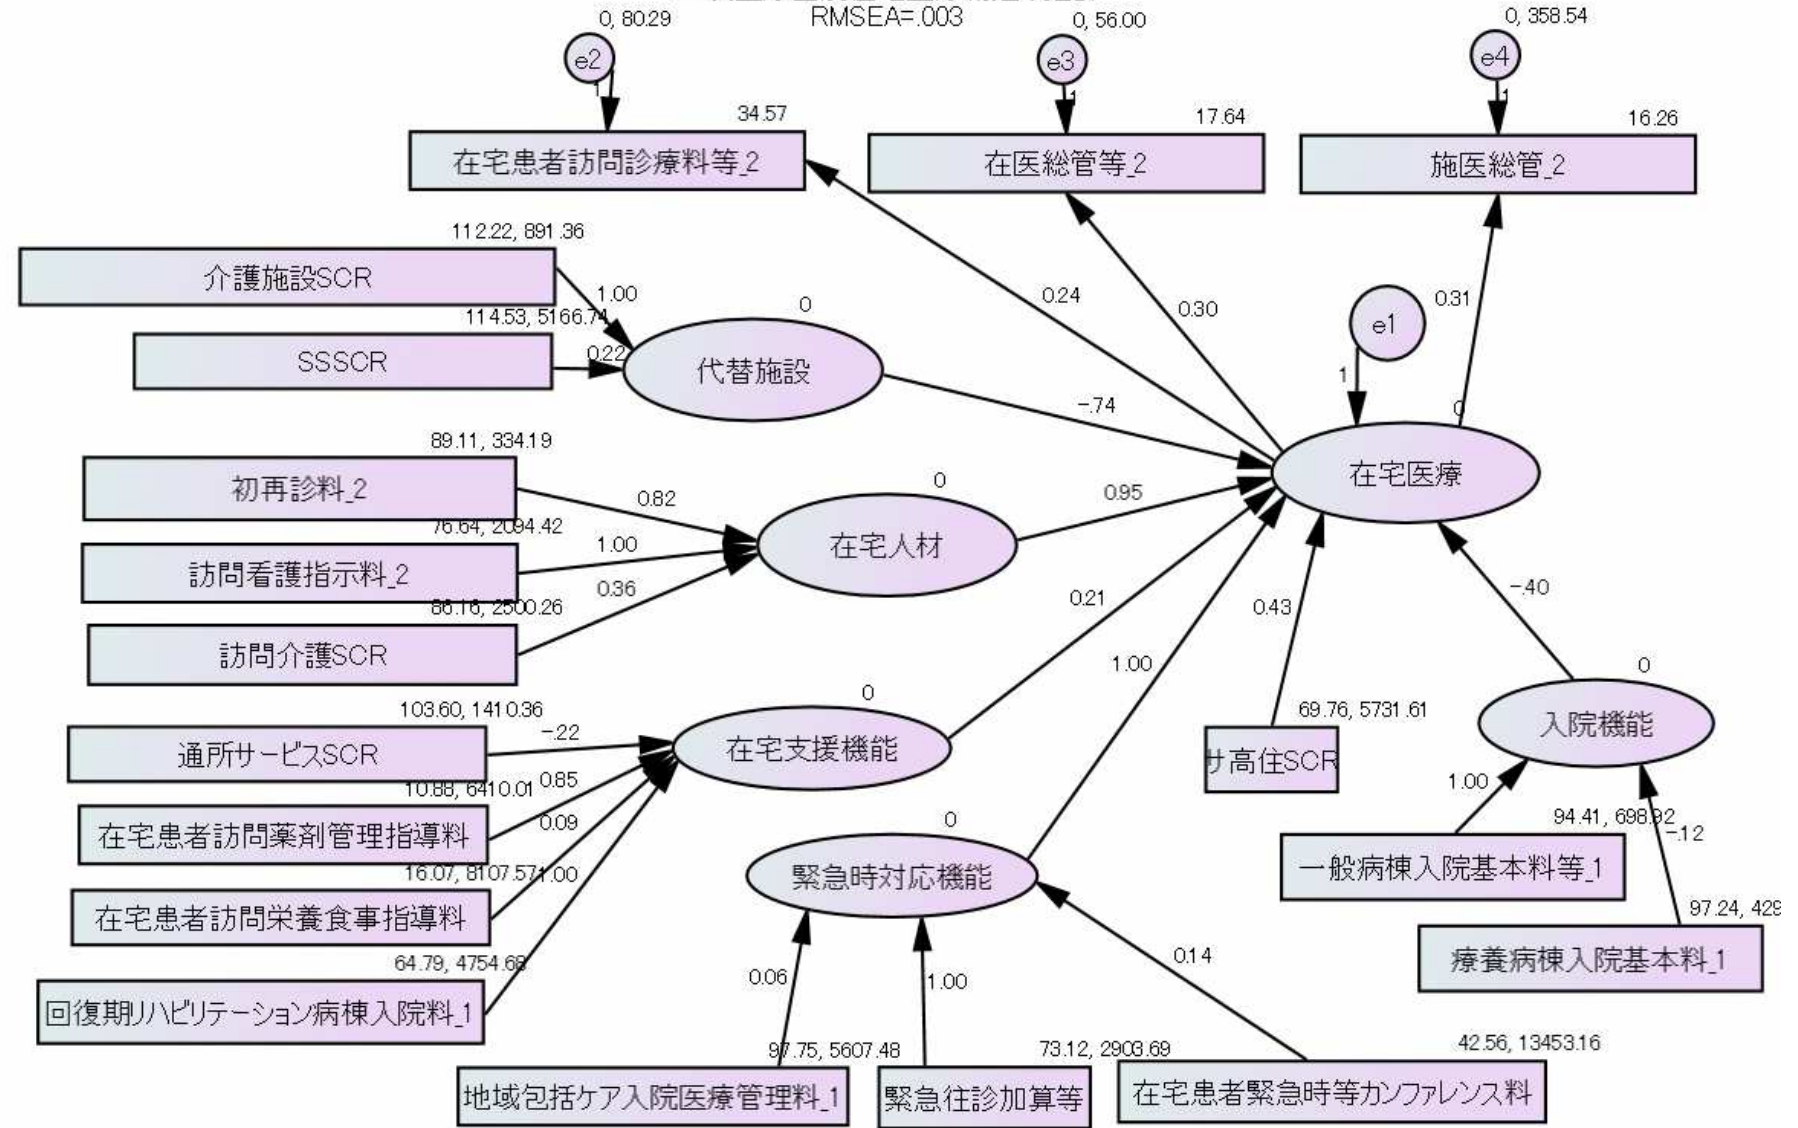 RMSEA=.003
0, 80.29
0, 56.00
0, 358.54
e2
e3
e4
1
1
1
34.57
17.64
16.26
在宅患者訪問診療料等_2
在医総管等_2
施医総管_2
112.22, 891.36
介護施設SCR
1.00
0
0.24
0.30
0.31
114.53, 5166.74
e1
SSSCR
0.22
代替施設
1
-.74
0
89.11, 334.19
在宅医療
初再診料_2
0.82
0
0.95
76.64, 2094.42
訪問看護指示料_2
1.00
在宅人材
0.36
86.16, 2500.26
0.21
0.43
-.40
訪問介護SCR
1.00
0
0
103.60, 1410.36
69.76, 5731.61
-.22
通所サービスSCR
在宅支援機能
サ高住SCR
入院機能
10.88, 6410.01
0.85
1.00
在宅患者訪問薬剤管理指導料
0.09
0
94.41, 698.92
-.12
16.07, 8107.57
1.00
緊急時対応機能
一般病棟入院基本料等_1
在宅患者訪問栄養食事指導料
97.24, 429
64.79, 4754.68
0.06
1.00
0.14
療養病棟入院基本料_1
回復期リハビリテーション病棟入院料_1
97.75, 5607.48
73.12, 2903.69
42.56, 13453.16
地域包括ケア入院医療管理料_1
緊急往診加算等
在宅患者緊急時等カンファレンス料